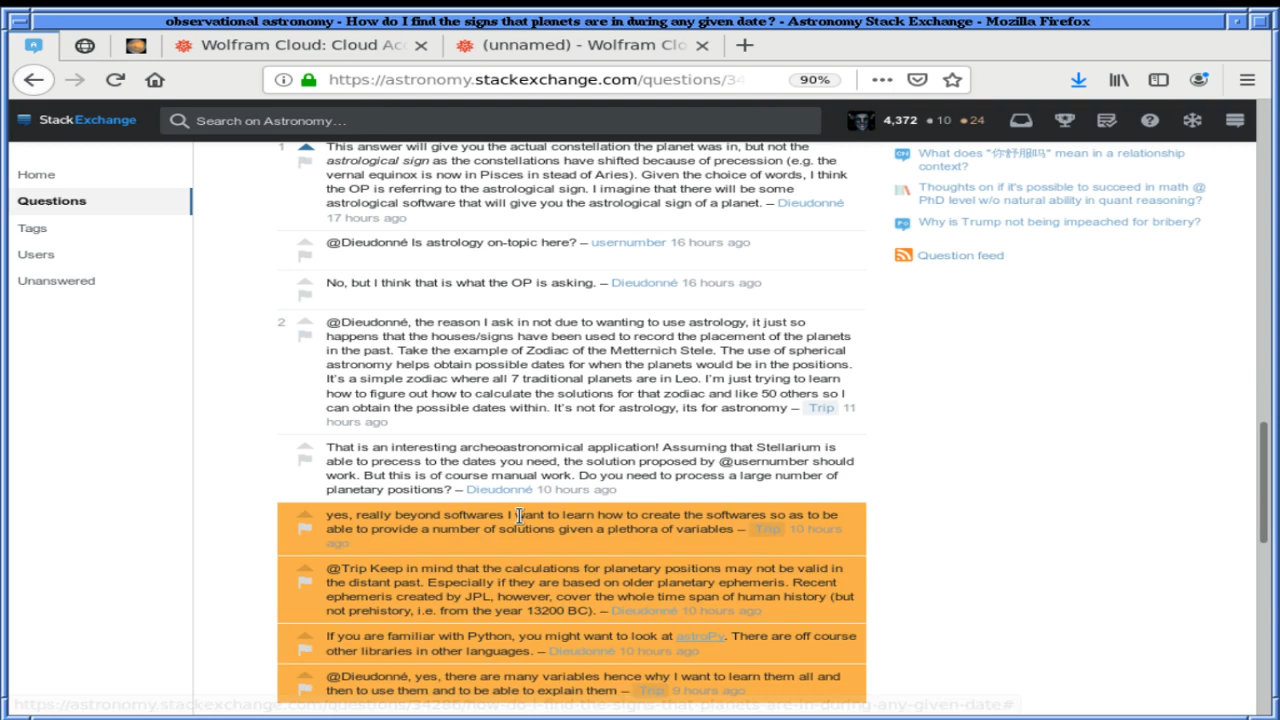 observational astronomy - How do I find the signs that planets are in during any given date? - Astronomy Stack Exchange - Mozilla Firefox
Wolfram Cloud: Cloud Ac
(unnamed) - Wolfram Clo
https://astronomy.stackexchange.com/questions/34
90%
StackExchange
Search on Astronomy…
4,372 10 24
Home
Questions
Tags
Users
Unanswered
1
This answer will give you the actual constellation the planet was in, but not the
astrological sign as the constellations have shifted because of precession (e.g. the
vernal equinox is now in Pisces in stead of Aries). Given the choice of words, I think
the OP is referring to the astrological sign. I imagine that there will be some
astrological software that will give you the astrological sign of a planet. – Dieudonné
17 hours ago
@Dieudonné Is astrology on-topic here? – usernumber 16 hours ago
No, but I think that is what the OP is asking. – Dieudonné 16 hours ago
2
@Dieudonné, the reason I ask in not due to wanting to use astrology, it just so
happens that the houses/signs have been used to record the placement of the planets
in the past. Take the example of Zodiac of the Metternich Stele. The use of spherical
astronomy helps obtain possible dates for when the planets would be in the positions.
It's a simple zodiac where all 7 traditional planets are in Leo. I'm just trying to learn
how to figure out how to calculate the solutions for that zodiac and like 50 others so I
can obtain the possible dates within. It's not for astrology, its for astronomy – Trip 11
hours ago
That is an interesting archeoastronomical application! Assuming that Stellarium is
able to precess to the dates you need, the solution proposed by @usernumber should
work. But this is of course manual work. Do you need to process a large number of
planetary positions? – Dieudonné 10 hours ago
yes, really beyond softwares I want to learn how to create the softwares so as to be
able to provide a number of solutions given a plethora of variables – Trip 10 hours
ago
@Trip Keep in mind that the calculations for planetary positions may not be valid in
the distant past. Especially if they are based on older planetary ephemeris. Recent
ephemeris created by JPL, however, cover the whole time span of human history (but
not prehistory, i.e. from the year 13200 BC). – Dieudonné 10 hours ago
If you are familiar with Python, you might want to look at astroPy. There are off course
other libraries in other languages. – Dieudonné 10 hours ago
@Dieudonné, yes, there are many variables hence why I want to learn them all and
then to use them and to be able to explain them – Trip 9 hours ago
What does "你舒服吗" mean in a relationship
context?
Thoughts on if it's possible to succeed in math @
PhD level w/o natural ability in quant reasoning?
Why is Trump not being impeached for bribery?
Question feed
https://astronomy.stackexchange.com/questions/34286/how-do-i-find-the-signs-that-planets-are-in-during-any-given-date#